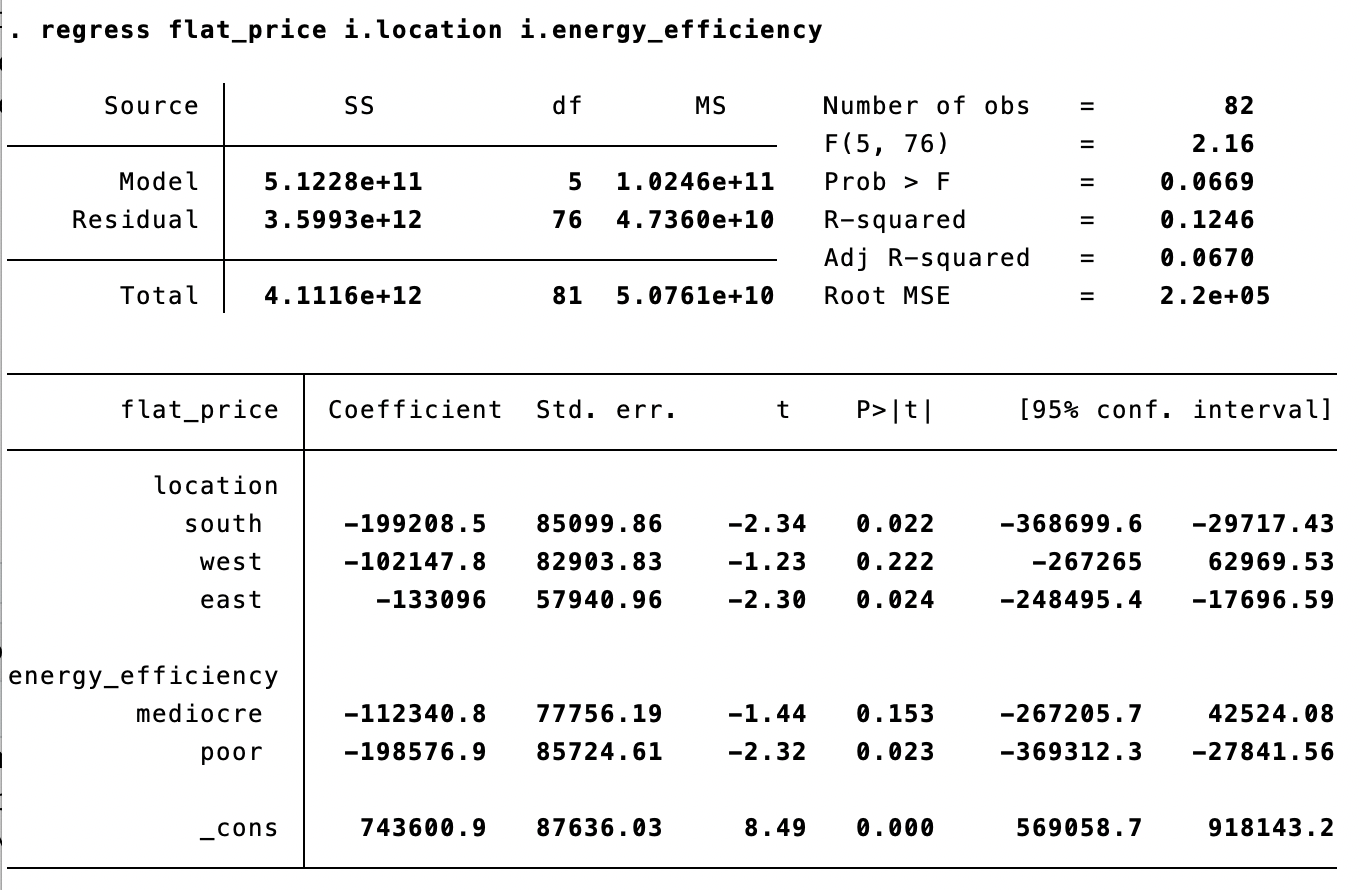 . regress flat_price i.location i.energy_efficiency
Source SS df MS Number of obs = 82
F(5, 76) = 2.16
Model 5.1228e+11 5 1.0246e+11 Prob > F = 0.0669
Residual 3.5993e+12 76 4.7360e+10 R-squared = 0.1246
Adj R-squared = 0.0670
Total 4.1116e+12 81 5.0761e+10 Root MSE = 2.2e+05
flat_price Coefficient Std. err. t P>|t| [95% conf. interval]
location
south -199208.5 85099.86 -2.34 0.022 -368699.6 -29717.43
west -102147.8 82903.83 -1.23 0.222 -267265 62969.53
east -133096 57940.96 -2.30 0.024 -248495.4 -17696.59
energy_efficiency
mediocre -112340.8 77756.19 -1.44 0.153 -267205.7 42524.08
poor -198576.9 85724.61 -2.32 0.023 -369312.3 -27841.56
_cons 743600.9 87636.03 8.49 0.000 569058.7 918143.2